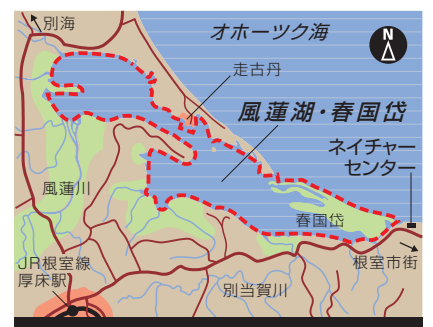 別海
オホーツク海
N
走古丹
風蓮湖・春国岱
ネイチャー
センター
風蓮川
春国岱
JR根室線
厚床駅
根室市街
別当賀川